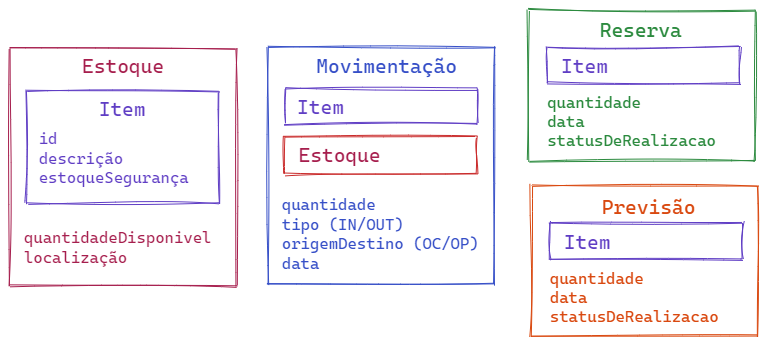 Estoque
Item
id
descrição
estoqueSegurança
quantidadeDisponivel
localização
Movimentação
Item
Estoque
quantidade
tipo (IN/OUT)
origemDestino (OC/OP)
data
Reserva
Item
quantidade
data
statusDeRealizacao
Previsão
Item
quantidade
data
statusDeRealizacao